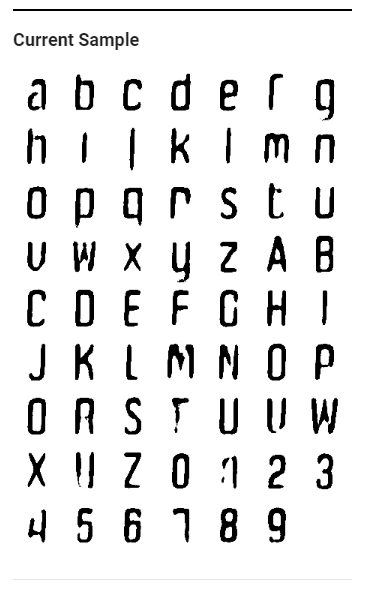 Current Sample
a b c d e f g
h i j k l m n
o p q r s t u
v w x y z A B
C D E F G H I
J K L M N O P
Q R S T U V W
X Y Z 0 1 2 3
4 5 6 7 8 9